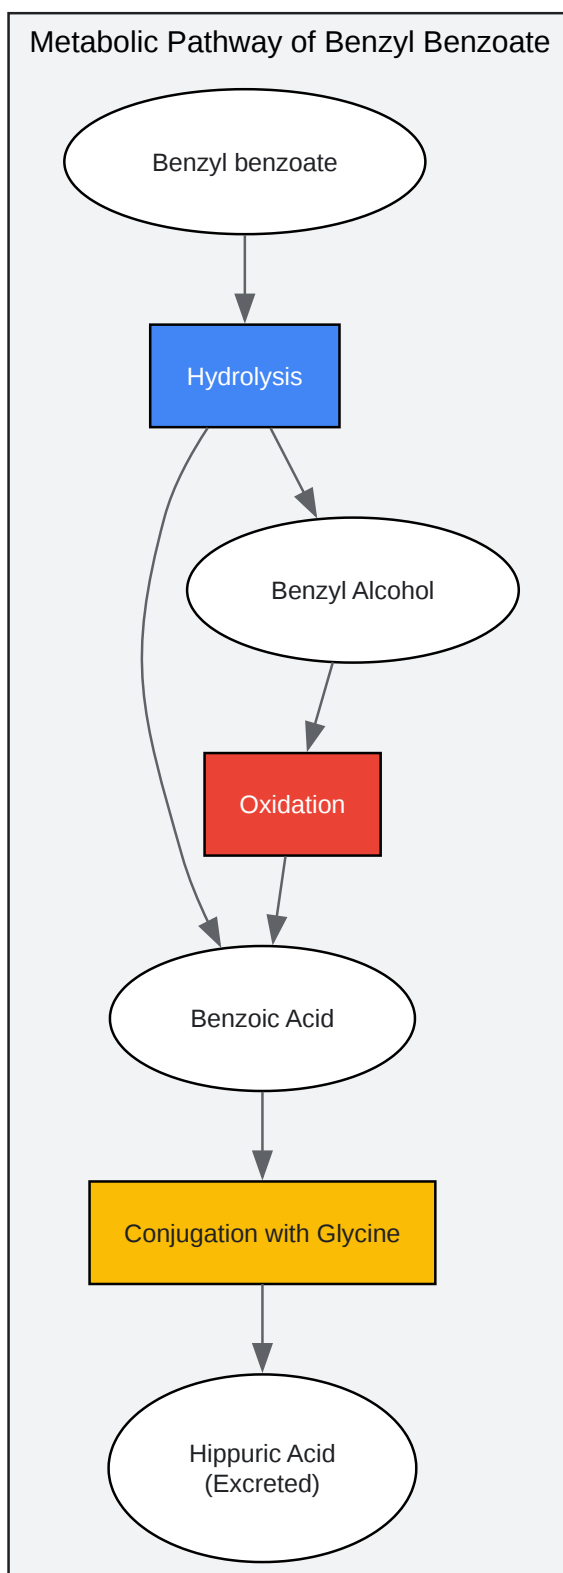 Metabolic Pathway of Benzyl Benzoate
Benzyl benzoate
Hydrolysis
Benzyl Alcohol
Oxidation
Benzoic Acid
Conjugation with Glycine
Hippuric Acid
(Excreted)